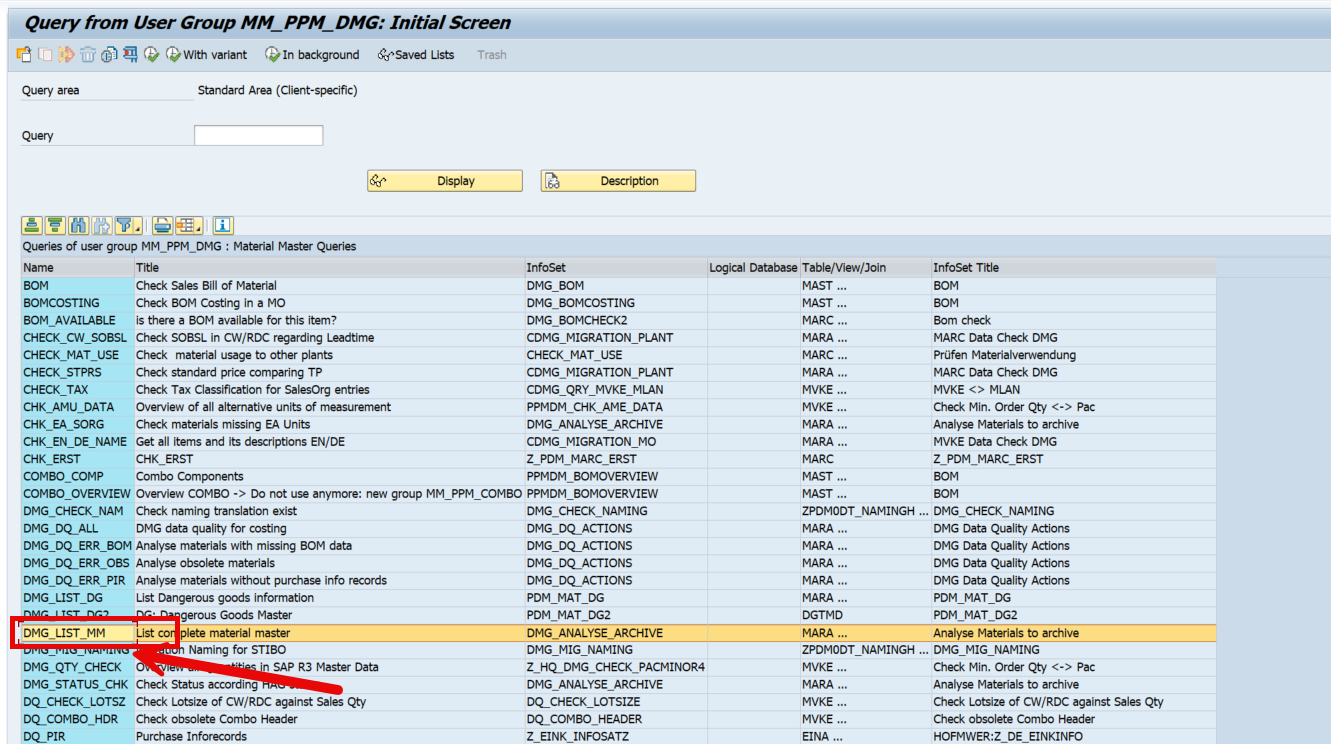 Query from User Group MM_PPM_DMG: Initial Screen
With variant In background Saved Lists Trash
Query area Standard Area (Client-specific)
Query
Display Description
Queries of user group MM_PPM_DMG : Material Master Queries
Name Title InfoSet Logical Database Table/View/Join InfoSet Title
BOM Check Sales Bill of Material DMG_BOM MAST ... BOM
BOMCOSTING Check BOM Costing in a MO DMG_BOMCOSTING MAST ... BOM
BOM_AVAILABLE is there a BOM available for this item? DMG_BOMCHECK2 MARC ... Bom check
CHECK_CW_SOBSL Check SOBSL in CW/RDC regarding Leadtime CDMG_MIGRATION_PLANT MARA ... MARC Data Check DMG
CHECK_MAT_USE Check material usage to other plants CHECK_MAT_USE MARC ... Prüfen Materialverwendung
CHECK_STPRS Check standard price comparing TP CDMG_MIGRATION_PLANT MARA ... MARC Data Check DMG
CHECK_TAX Check Tax Classification for SalesOrg entries CDMG_QRY_MVKE_MLAN MVKE ... MVKE <> MLAN
CHK_AMU_DATA Overview of all alternative units of measurement PPMDM_CHK_AME_DATA MVKE ... Check Min. Order Qty <-> Pac
CHK_EA_SORG Check materials missing EA Units DMG_ANALYSE_ARCHIVE MARA ... Analyse Materials to archive
CHK_EN_DE_NAME Get all items and its descriptions EN/DE CDMG_MIGRATION_MO MARA ... MVKE Data Check DMG
CHK_ERST CHK_ERST Z_PDM_MARC_ERST MARC Z_PDM_MARC_ERST
COMBO_COMP Combo Components PPMDM_BOMOVERVIEW MAST ... BOM
COMBO_OVERVIEW Overview COMBO -> Do not use anymore: new group MM_PPM_COMBO PPMDM_BOMOVERVIEW MAST ... BOM
DMG_CHECK_NAM Check naming translation exist DMG_CHECK_NAMING ZPDM0DT_NAMINGH ... DMG_CHECK_NAMING
DMG_DQ_ALL DMG data quality for costing DMG_DQ_ACTIONS MARA ... DMG Data Quality Actions
DMG_DQ_ERR_BOM Analyse materials with missing BOM data DMG_DQ_ACTIONS MARA ... DMG Data Quality Actions
DMG_DQ_ERR_OBS Analyse obsolete materials DMG_DQ_ACTIONS MARA ... DMG Data Quality Actions
DMG_DQ_ERR_PIR Analyse materials without purchase info records DMG_DQ_ACTIONS MARA ... DMG Data Quality Actions
DMG_LIST_DG List Dangerous goods information PDM_MAT_DG MARA ... PDM_MAT_DG
DMG_LIST_DG2 DG: Dangerous Goods Master PDM_MAT_DG2 DGTMD PDM_MAT_DG2
DMG_LIST_MM List complete material master DMG_ANALYSE_ARCHIVE MARA ... Analyse Materials to archive
DMG_MIG_NAMING Naming for STIBO DMG_MIG_NAMING ZPDM0DT_NAMINGH ... DMG_MIG_NAMING
DMG_QTY_CHECK in SAP R3 Master Data Z_HQ_DMG_CHECK_PACMINOR4 MVKE ... Check Min. Order Qty <-> Pac
DMG_STATUS_CHK Check Status according DMG_ANALYSE_ARCHIVE MARA ... Analyse Materials to archive
DQ_CHECK_LOTSZ Check Lotsize of CW/RDC against Sales Qty DQ_CHECK_LOTSIZE MVKE ... Check Lotsize of CW/RDC against Sales Qty
DQ_COMBO_HDR Check obsolete Combo Header DQ_COMBO_HEADER MVKE ... Check obsolete Combo Header
DQ_PIR Purchase Inforecords Z_EINK_INFOSATZ EINA ... HOFMWER:Z_DE_EINKINFO